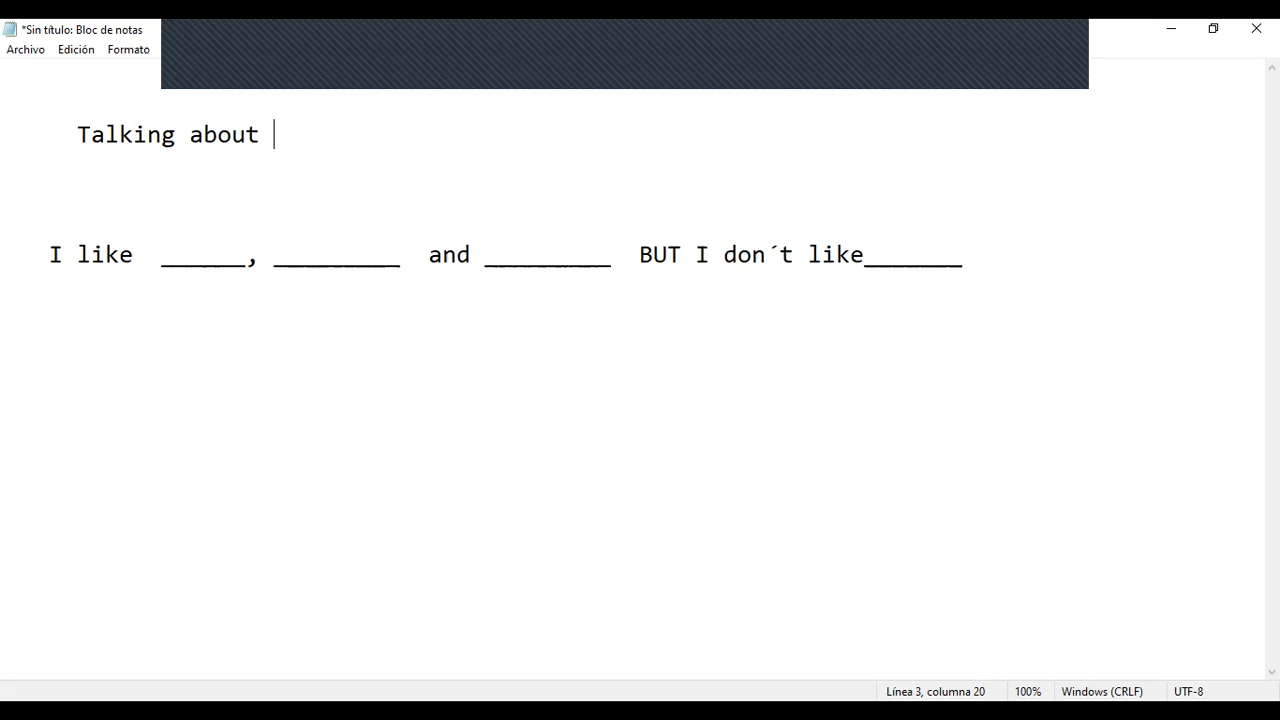 *Sin título: Bloc de notas
Archivo Edición Formato
Talking about
I like ______, _________ and _________ BUT I don´t like_______
Línea 3, columna 20 100% Windows (CRLF) UTF-8